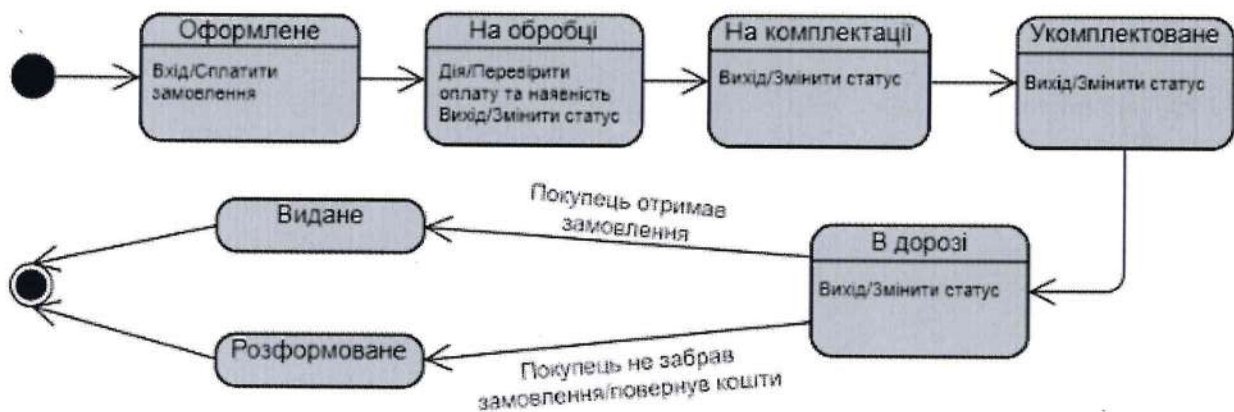 Оформлене
Вхід/Сплатити
замовлення
На обробці
Дія/Перевірити
оплату та наявність
Вихід/Змінити статус
На комплектації
Вихід/Змінити статус
Укомплектоване
Вихід/Змінити статус
Видане
Покупець отримав
замовлення
В дорозі
Вихід/Змінити статус
Розформоване
Покупець не забрав
замовлення/повернув кошти